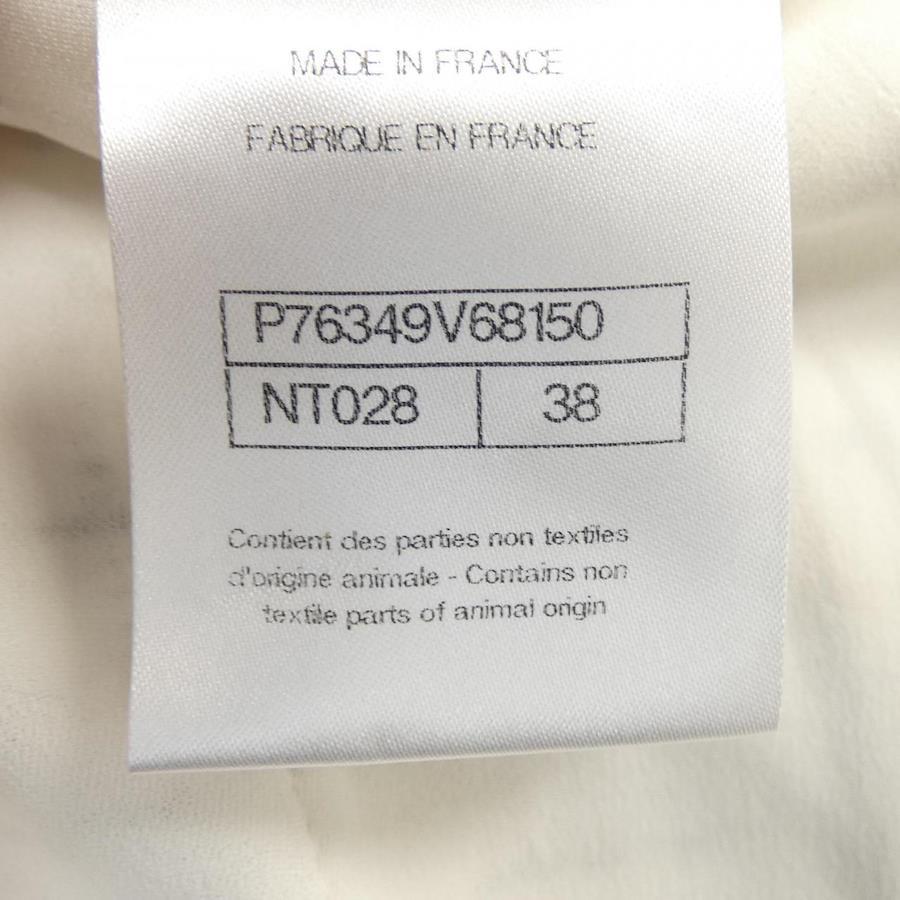 MADE IN FRANCE
FABRIQUE EN FRANCE
P76349V68150
NT028 38
Contient des parties non textiles
d'origine animale - Contains non
textile parts of animal origin